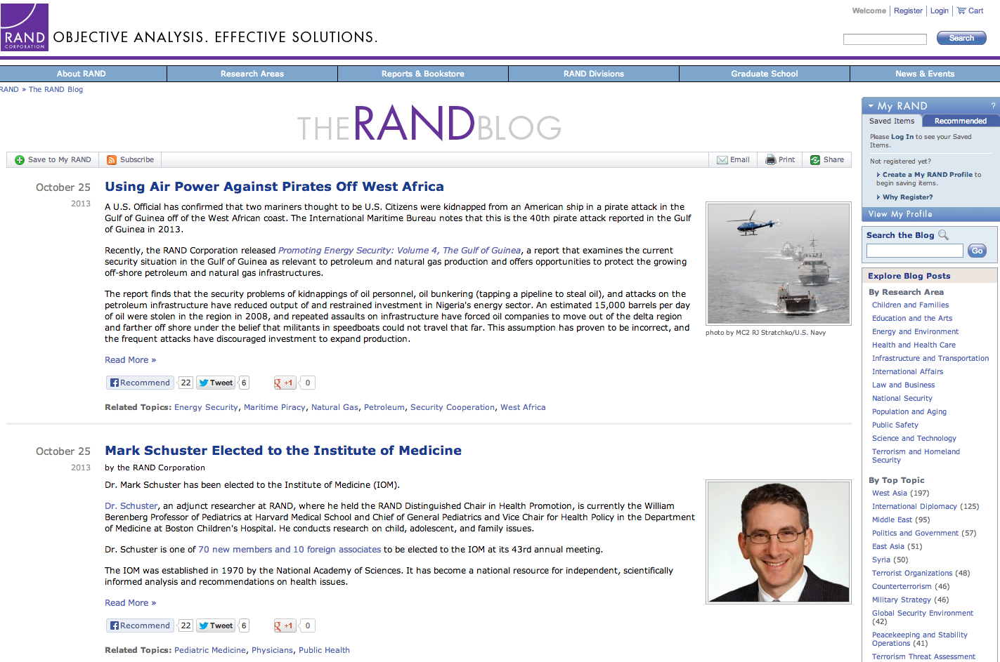 RAND
CORPORATION
OBJECTIVE ANALYSIS. EFFECTIVE SOLUTIONS.
Welcome | Register | Login | Cart
Search
About RAND
Research Areas
Reports & Bookstore
RAND Divisions
Graduate School
News & Events
RAND » The RAND Blog
THE RAND BLOG
Save to My RAND
Subscribe
Email
Print
Share
October 25
2013
Using Air Power Against Pirates Off West Africa
A U.S. Official has confirmed that two mariners thought to be U.S. Citizens were kidnapped from an American ship in a pirate attack in the
Gulf of Guinea off of the West African coast. The International Maritime Bureau notes that this is the 40th pirate attack reported in the Gulf
of Guinea in 2013.
Recently, the RAND Corporation released Promoting Energy Security: Volume 4, The Gulf of Guinea, a report that examines the current
security situation in the Gulf of Guinea as relevant to petroleum and natural gas production and offers opportunities to protect the growing
off-shore petroleum and natural gas infrastructures.
The report finds that the security problems of kidnappings of oil personnel, oil bunkering (tapping a pipeline to steal oil), and attacks on the
petroleum infrastructure have reduced output of and restrained investment in Nigeria's energy sector. An estimated 15,000 barrels per day
of oil were stolen in the region in 2008, and repeated assaults on infrastructure have forced oil companies to move out of the delta region
and farther off shore under the belief that militants in speedboats could not travel that far. This assumption has proven to be incorrect, and
the frequent attacks have discouraged investment to expand production.
photo by MC2 RJ Stratchko/U.S. Navy
Read More »
Recommend 22 Tweet 6 +1 0
Related Topics: Energy Security, Maritime Piracy, Natural Gas, Petroleum, Security Cooperation, West Africa
October 25
2013
Mark Schuster Elected to the Institute of Medicine
by the RAND Corporation
Dr. Mark Schuster has been elected to the Institute of Medicine (IOM).
Dr. Schuster, an adjunct researcher at RAND, where he held the RAND Distinguished Chair in Health Promotion, is currently the William
Berenberg Professor of Pediatrics at Harvard Medical School and Chief of General Pediatrics and Vice Chair for Health Policy in the Department
of Medicine at Boston Children's Hospital. He conducts research on child, adolescent, and family issues.
Dr. Schuster is one of 70 new members and 10 foreign associates to be elected to the IOM at its 43rd annual meeting.
The IOM was established in 1970 by the National Academy of Sciences. It has become a national resource for independent, scientifically
informed analysis and recommendations on health issues.
Read More »
Recommend 22 Tweet 6 +1 0
Related Topics: Pediatric Medicine, Physicians, Public Health
My RAND ?
Saved Items
Recommended
Please Log In to see your Saved
Items.
Not registered yet?
Create a My RAND Profile to
begin saving items.
Why Register?
View My Profile
Search the Blog
Go
Explore Blog Posts
By Research Area
Children and Families
Education and the Arts
Energy and Environment
Health and Health Care
Infrastructure and Transportation
International Affairs
Law and Business
National Security
Population and Aging
Public Safety
Science and Technology
Terrorism and Homeland
Security
By Top Topic
West Asia (197)
International Diplomacy (125)
Middle East (95)
Politics and Government (57)
East Asia (51)
Syria (50)
Terrorist Organizations (48)
Counterterrorism (46)
Military Strategy (46)
Global Security Environment
(42)
Peacekeeping and Stability
Operations (41)
Terrorism Threat Assessment